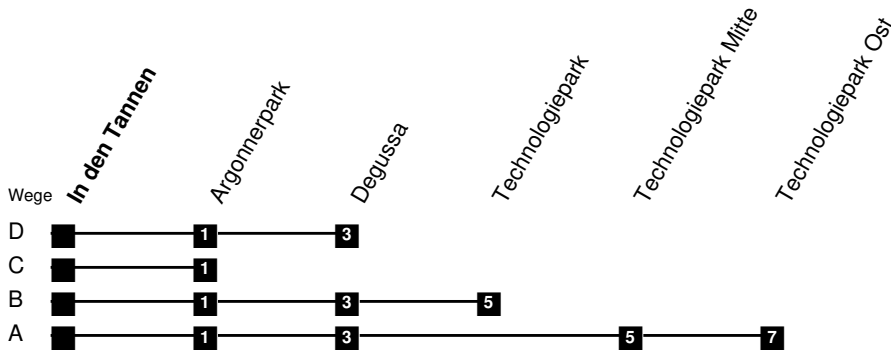 In den Tannen
Argonnerpark
Degussa
Technologiepark
Technologiepark Mitte
Technologiepark Ost
Wege
D 1 3
C 1
B 1 3 5
A 1 3 5 7